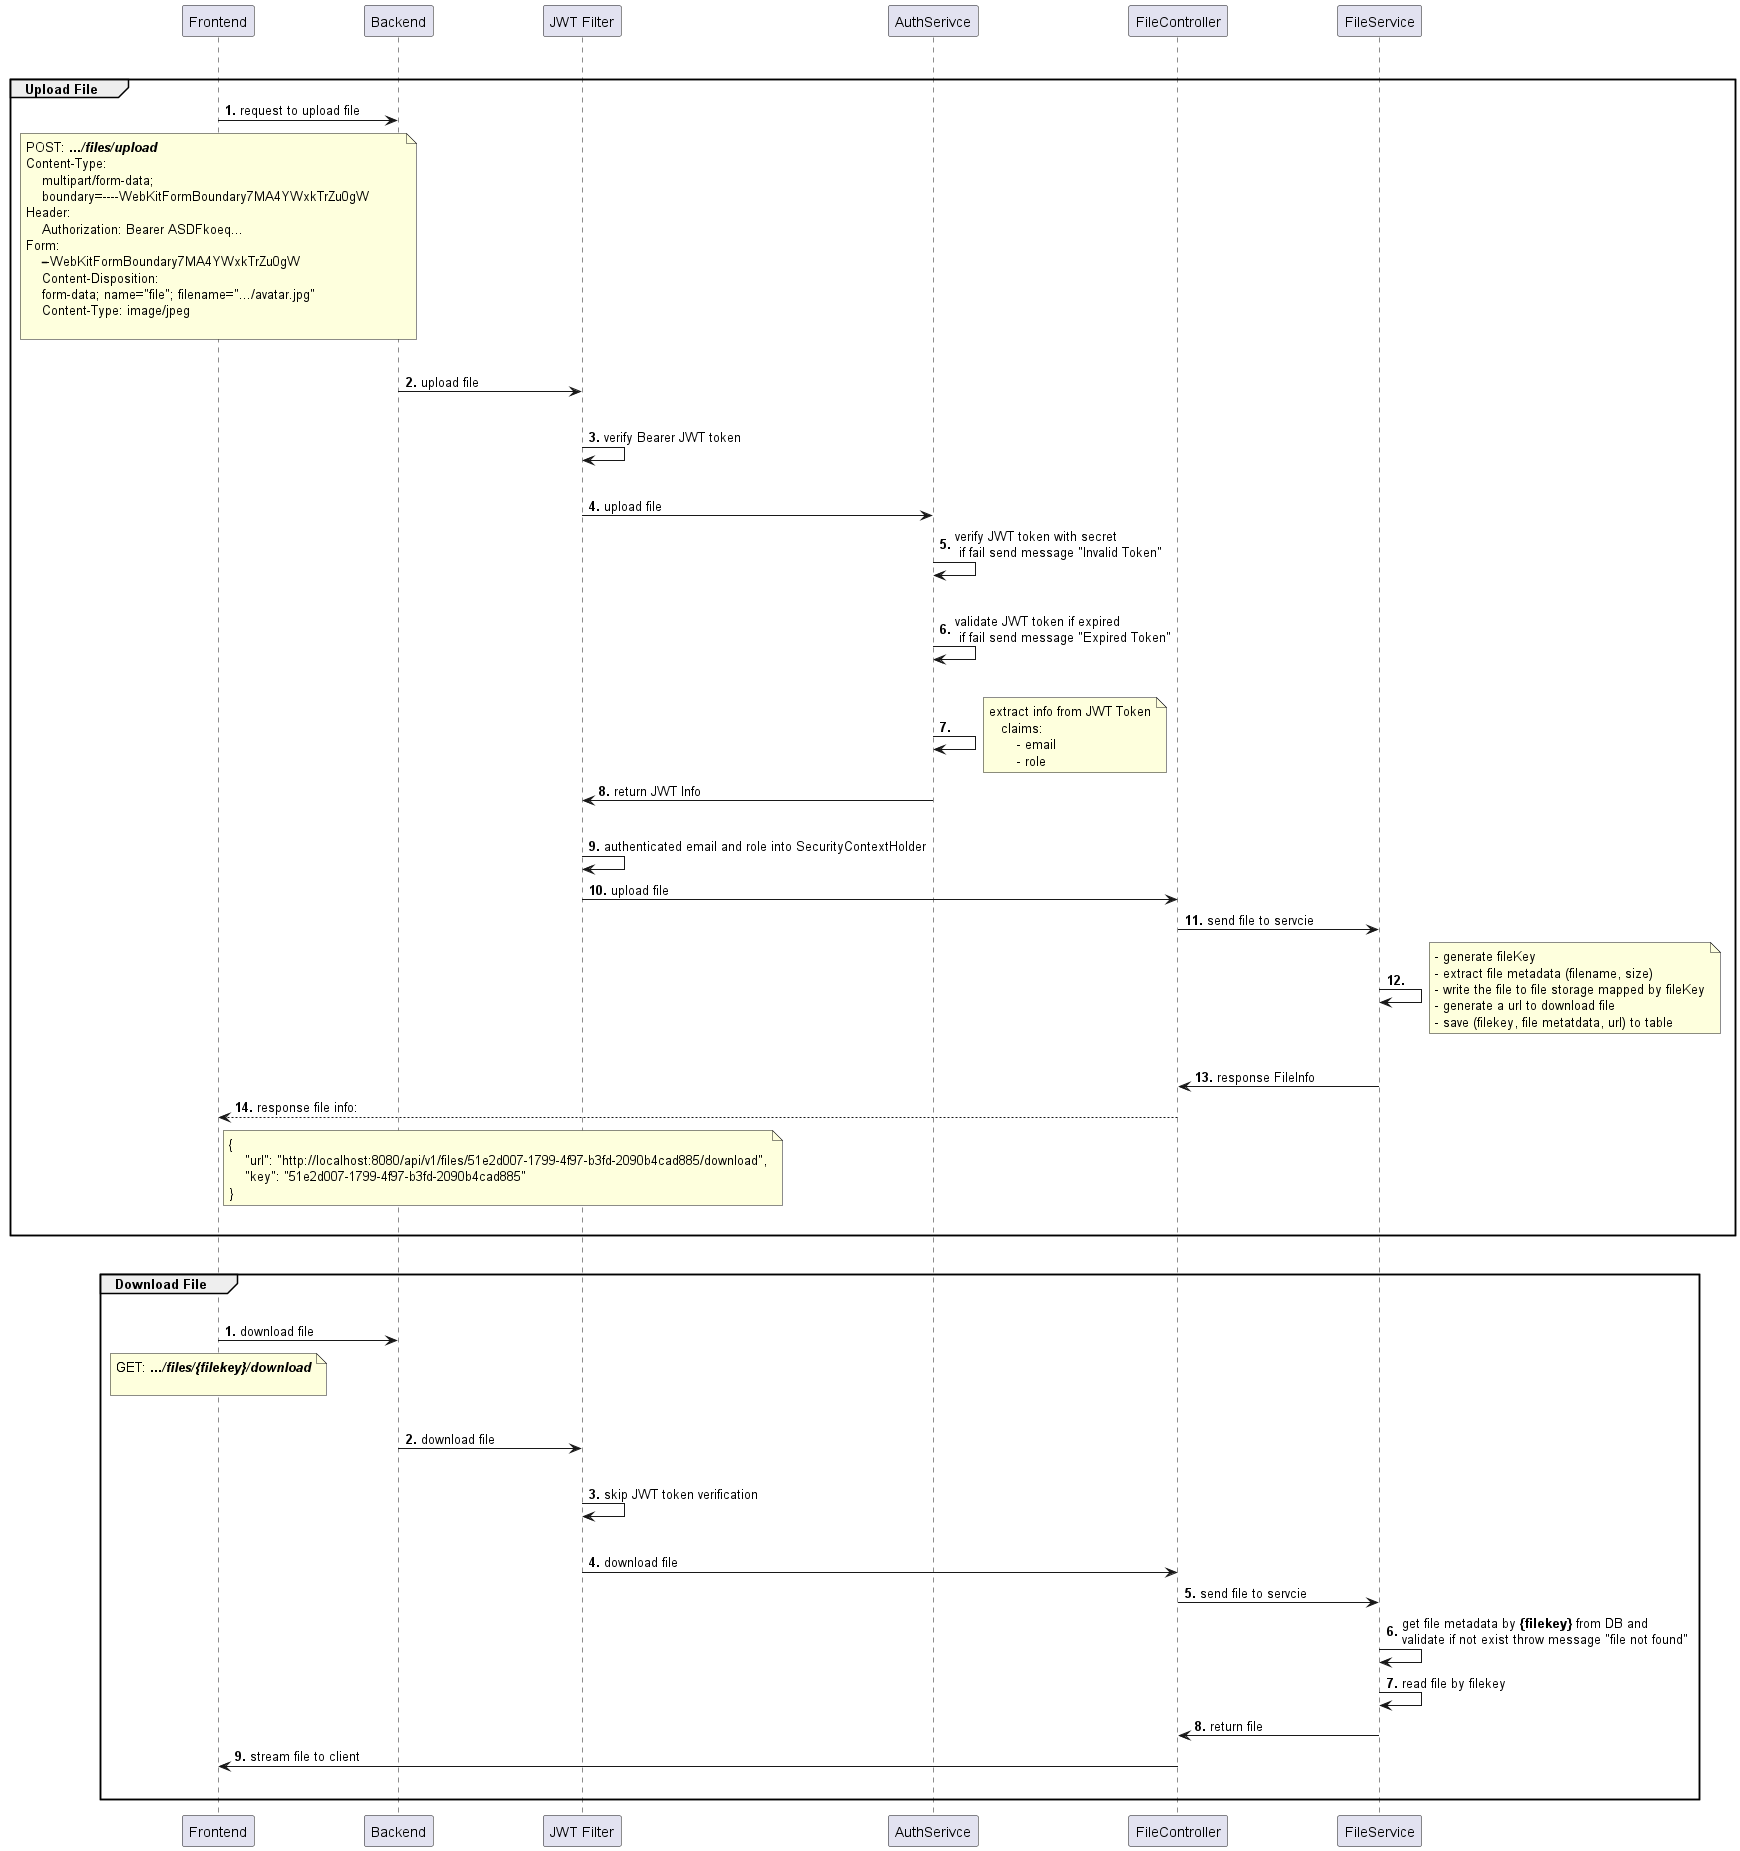 Frontend
Backend
JWT Filter
AuthSerivce
FileController
FileService
Upload File
1. request to upload file
POST: .../files/upload
Content-Type:
multipart/form-data;
boundary=----WebKitFormBoundary7MA4YWxkTrZu0gW
Header:
Authorization: Bearer ASDFkoeq...
Form:
--WebKitFormBoundary7MA4YWxkTrZu0gW
Content-Disposition:
form-data; name="file"; filename=".../avatar.jpg"
Content-Type: image/jpeg
2. upload file
3. verify Bearer JWT token
4. upload file
5. verify JWT token with secret
if fail send message "Invalid Token"
6. validate JWT token if expired
if fail send message "Expired Token"
7.
extract info from JWT Token
claims:
- email
- role
8. return JWT Info
9. authenticated email and role into SecurityContextHolder
10. upload file
11. send file to servcie
12.
- generate fileKey
- extract file metadata (filename, size)
- write the file to file storage mapped by fileKey
- generate a url to download file
- save (filekey, file metatdata, url) to table
13. response FileInfo
14. response file info:
{
"url": "http://localhost:8080/api/v1/files/51e2d007-1799-4f97-b3fd-2090b4cad885/download",
"key": "51e2d007-1799-4f97-b3fd-2090b4cad885"
}
Download File
1. download file
GET: .../files/{filekey}/download
2. download file
3. skip JWT token verification
4. download file
5. send file to servcie
6. get file metadata by {filekey} from DB and
validate if not exist throw message "file not found"
7. read file by filekey
8. return file
9. stream file to client
Frontend
Backend
JWT Filter
AuthSerivce
FileController
FileService